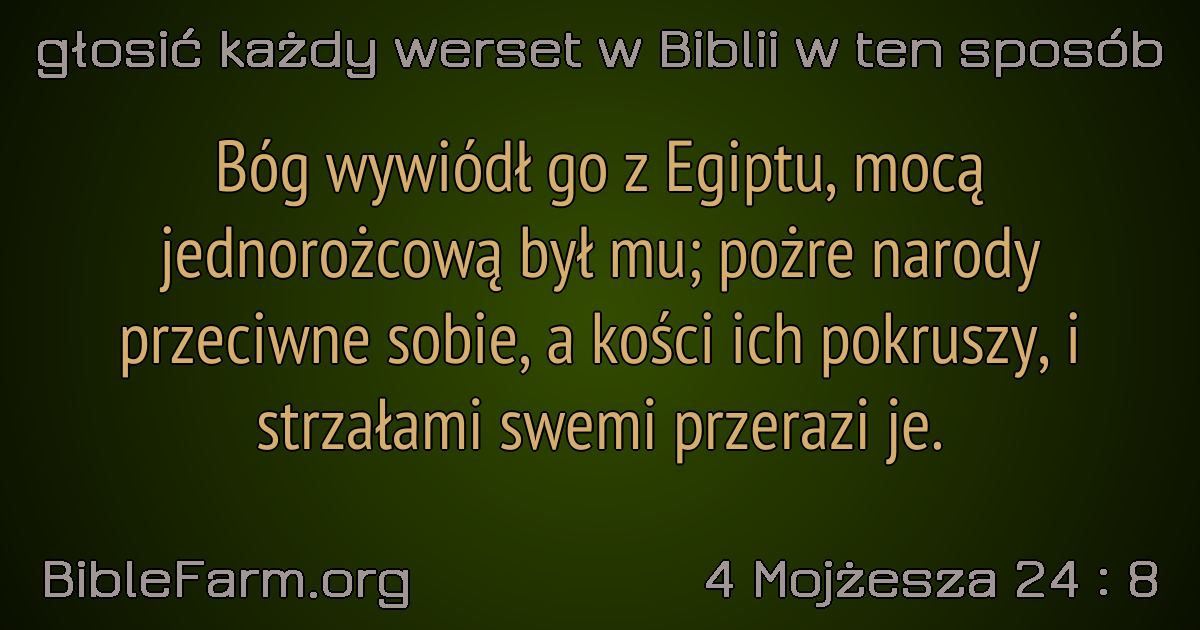 głosić każdy werset w Biblii w ten sposób
Bóg wywiódł go z Egiptu, mocą
jednorożcową był mu; pożre narody
przeciwne sobie, a kości ich pokruszy, i
strzałami swemi przerazi je.
BibleFarm.org
4 Mojżesza 24 : 8